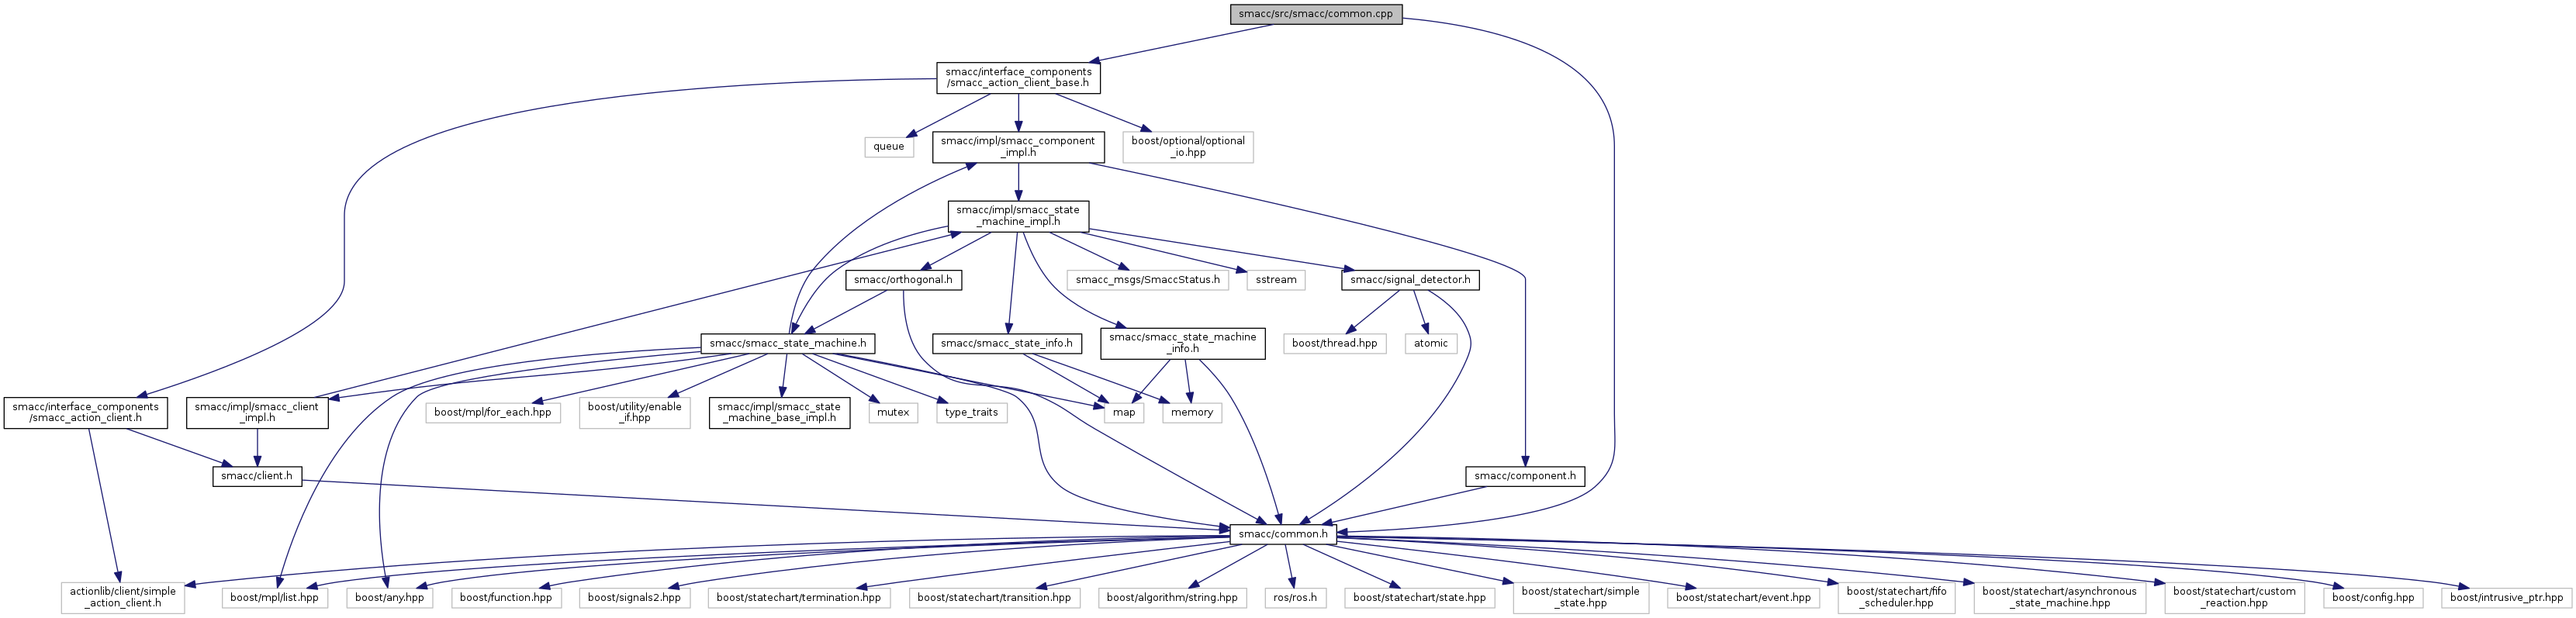 smacc/src/smacc/common.cpp
smacc/interface_components
/smacc_action_client_base.h
queue
smacc/impl/smacc_component
_impl.h
boost/optional/optional
_io.hpp
smacc/impl/smacc_state
_machine_impl.h
smacc/orthogonal.h
smacc_msgs/SmaccStatus.h
sstream
smacc/signal_detector.h
smacc/smacc_state_machine.h
smacc/smacc_state_info.h
smacc/smacc_state_machine
_info.h
boost/thread.hpp
atomic
smacc/interface_components
/smacc_action_client.h
smacc/impl/smacc_client
_impl.h
boost/mpl/for_each.hpp
boost/utility/enable
_if.hpp
smacc/impl/smacc_state
_machine_base_impl.h
mutex
type_traits
map
memory
smacc/client.h
smacc/component.h
smacc/common.h
actionlib/client/simple
_action_client.h
boost/mpl/list.hpp
boost/any.hpp
boost/function.hpp
boost/signals2.hpp
boost/statechart/termination.hpp
boost/statechart/transition.hpp
boost/algorithm/string.hpp
ros/ros.h
boost/statechart/state.hpp
boost/statechart/simple
_state.hpp
boost/statechart/event.hpp
boost/statechart/fifo
_scheduler.hpp
boost/statechart/asynchronous
_state_machine.hpp
boost/statechart/custom
_reaction.hpp
boost/config.hpp
boost/intrusive_ptr.hpp